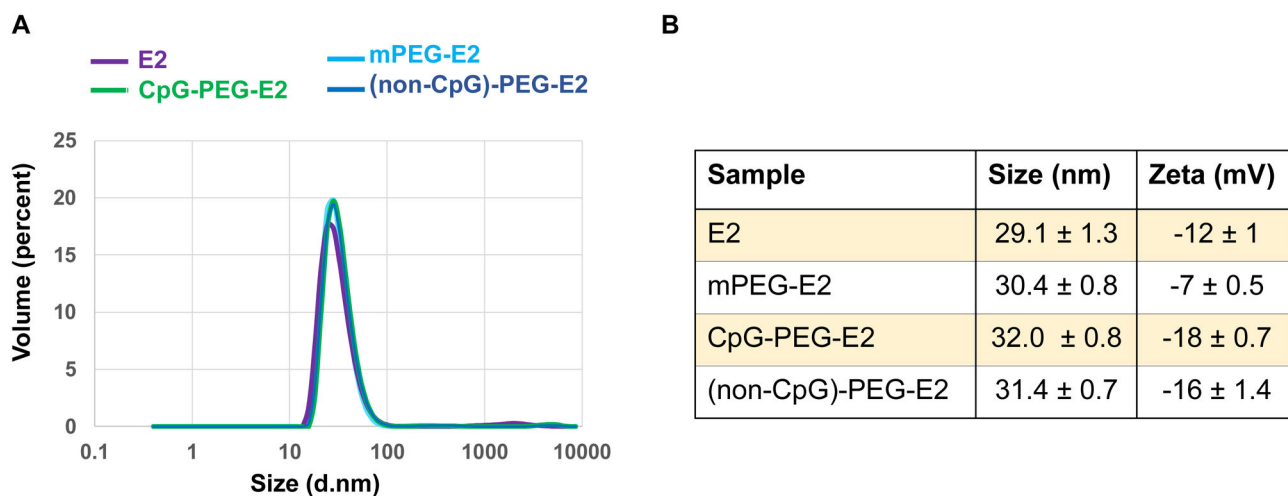 A
E2
mPEG-E2
CpG-PEG-E2
(non-CpG)-PEG-E2
Volume (percent)
25
20
15
10
5
0
0.1 1 10 100 1000 10000
Size (d.nm)
B
Sample Size (nm) Zeta (mV)
E2 29.1 ± 1.3 -12 ± 1
mPEG-E2 30.4 ± 0.8 -7 ± 0.5
CpG-PEG-E2 32.0 ± 0.8 -18 ± 0.7
(non-CpG)-PEG-E2 31.4 ± 0.7 -16 ± 1.4